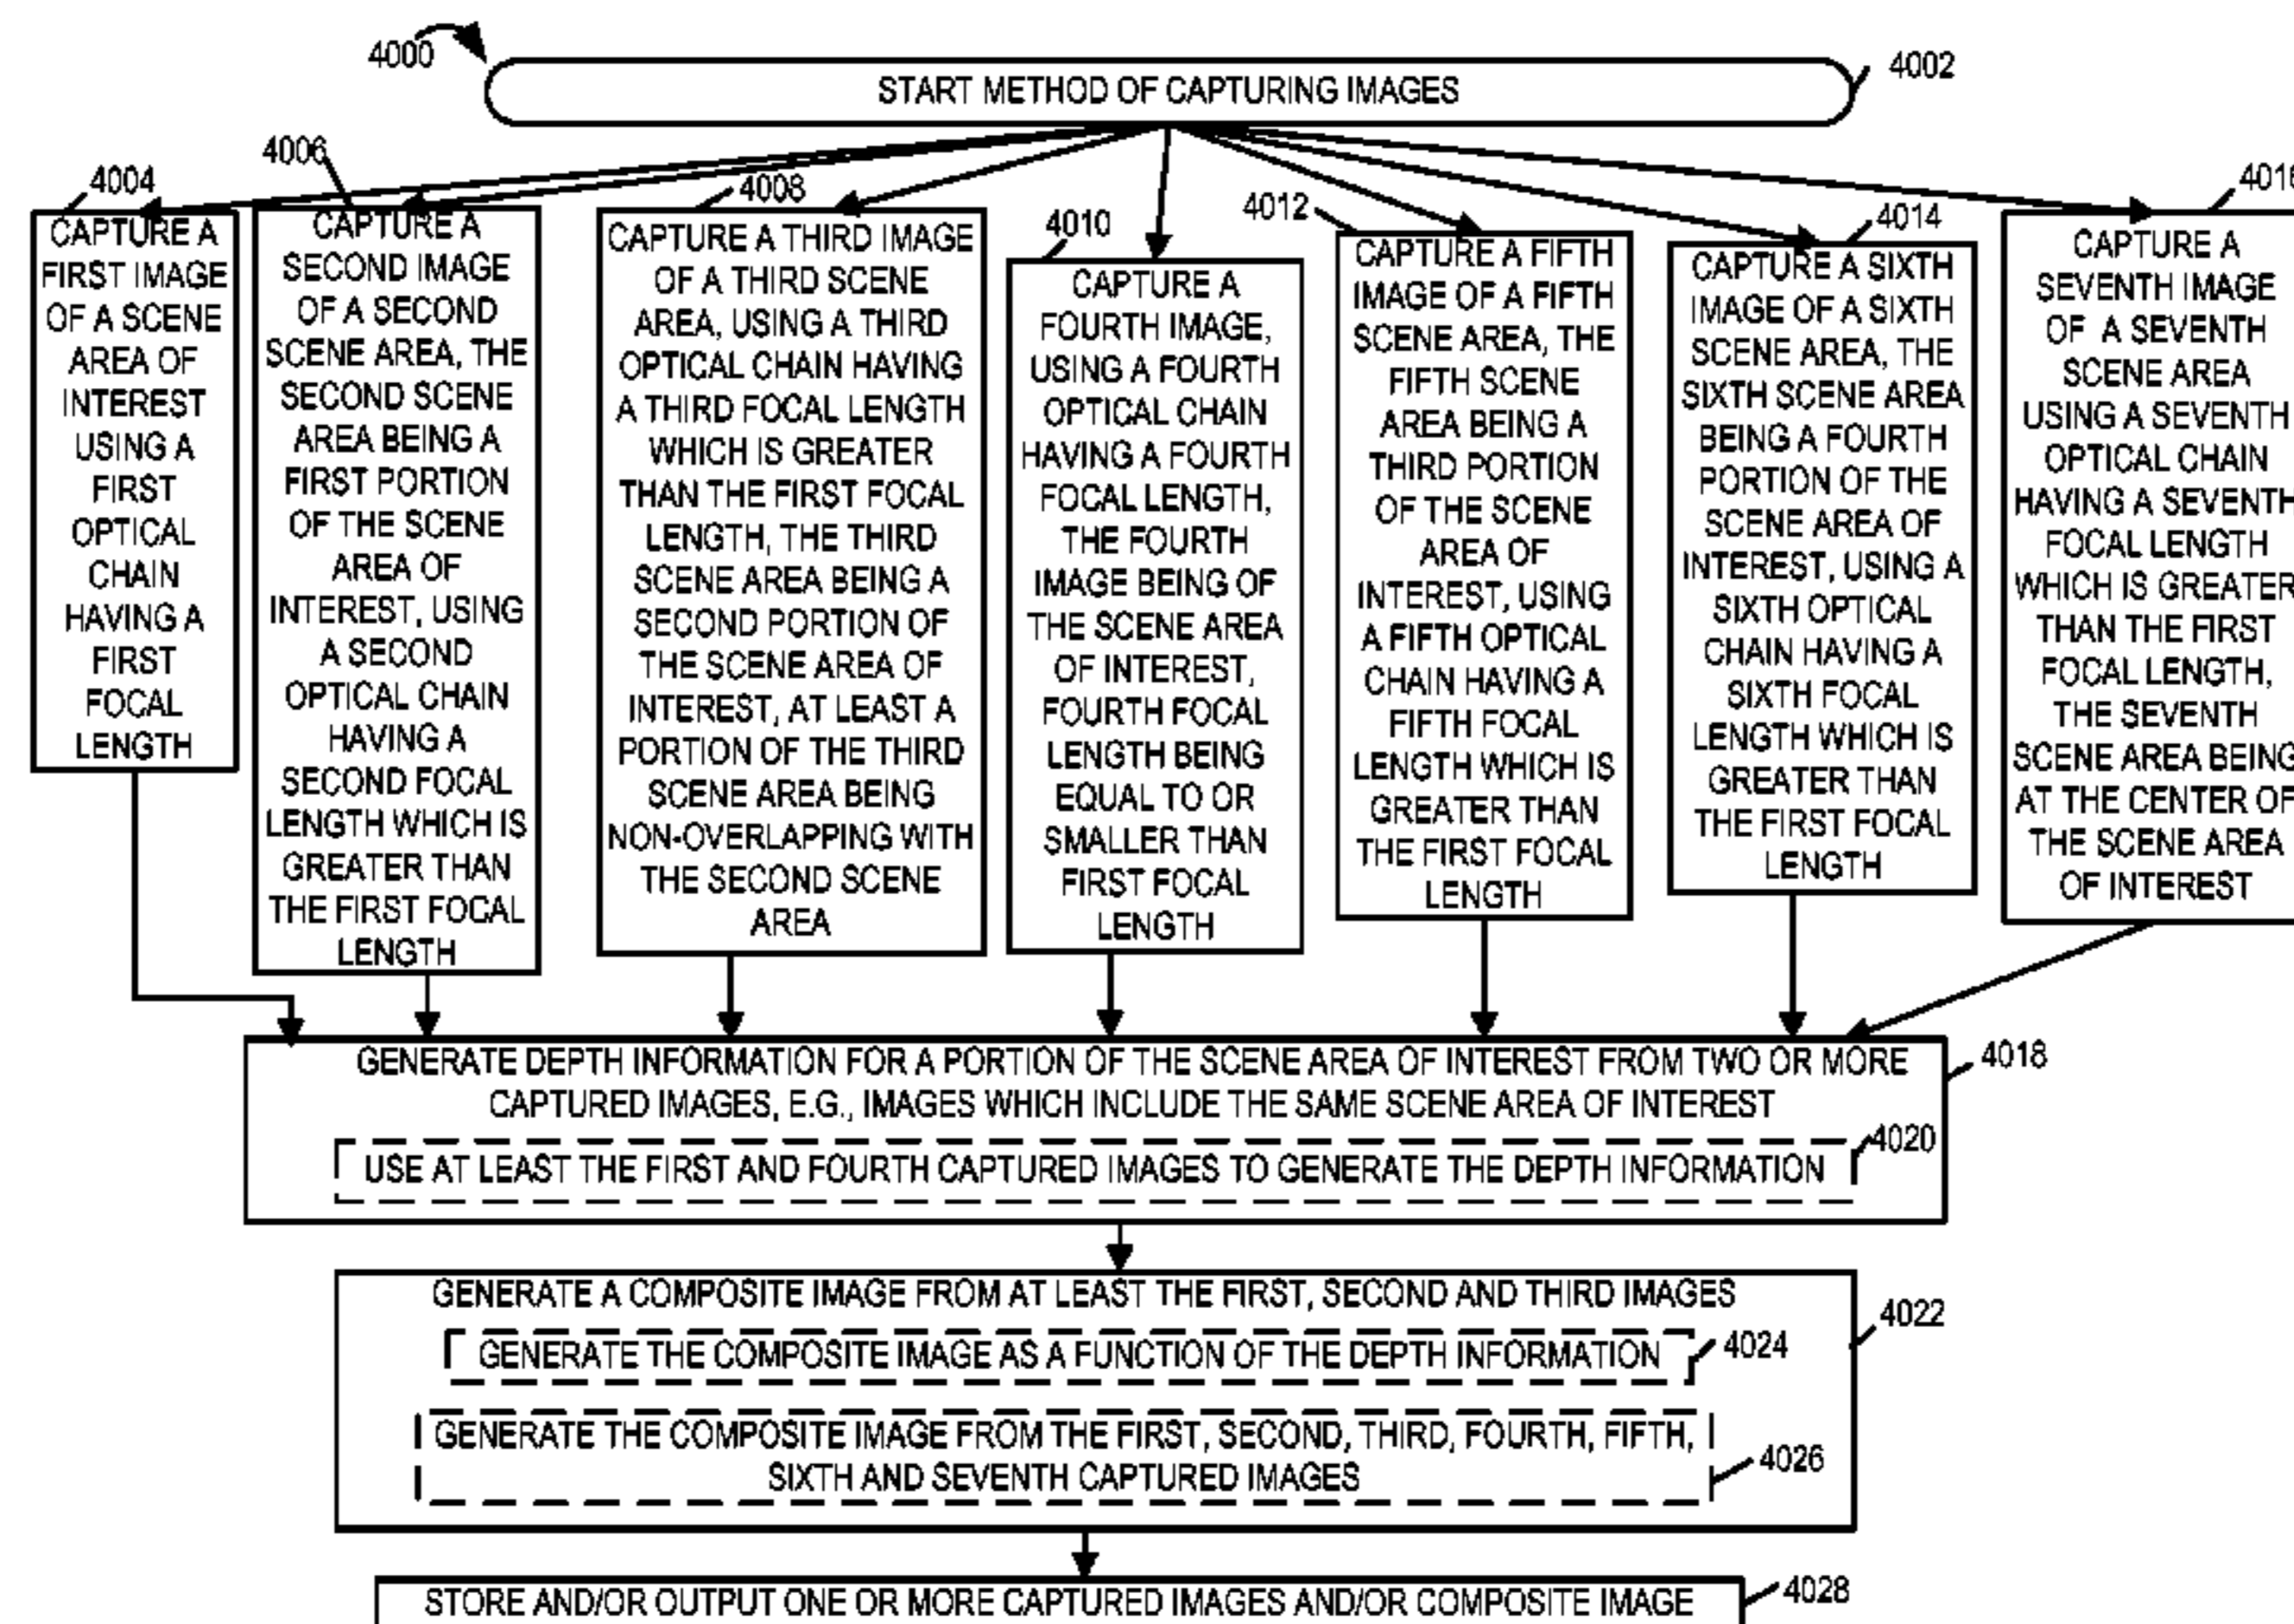 4000
START METHOD OF CAPTURING IMAGES
4002
4004
CAPTURE A
FIRST IMAGE
OF A SCENE
AREA OF
INTEREST
USING A
FIRST
OPTICAL
CHAIN
HAVING A
FIRST
FOCAL
LENGTH
4006
CAPTURE A
SECOND IMAGE
OF A SECOND
SCENE AREA, THE
SECOND SCENE
AREA BEING A
FIRST PORTION
OF THE SCENE
AREA OF
INTEREST, USING
A SECOND
OPTICAL CHAIN
HAVING A
SECOND FOCAL
LENGTH WHICH IS
GREATER THAN
THE FIRST FOCAL
LENGTH
4008
CAPTURE A THIRD IMAGE
OF A THIRD SCENE
AREA, USING A THIRD
OPTICAL CHAIN HAVING
A THIRD FOCAL LENGTH
WHICH IS GREATER
THAN THE FIRST FOCAL
LENGTH, THE THIRD
SCENE AREA BEING A
SECOND PORTION OF
THE SCENE AREA OF
INTEREST, AT LEAST A
PORTION OF THE THIRD
SCENE AREA BEING
NON-OVERLAPPING WITH
THE SECOND SCENE
AREA
4010
CAPTURE A
FOURTH IMAGE,
USING A FOURTH
OPTICAL CHAIN
HAVING A FOURTH
FOCAL LENGTH,
THE FOURTH
IMAGE BEING OF
THE SCENE AREA
OF INTEREST,
FOURTH FOCAL
LENGTH BEING
EQUAL TO OR
SMALLER THAN
FIRST FOCAL
LENGTH
4012
CAPTURE A FIFTH
IMAGE OF A FIFTH
SCENE AREA, THE
FIFTH SCENE
AREA BEING A
THIRD PORTION
OF THE SCENE
AREA OF
INTEREST, USING
A FIFTH OPTICAL
CHAIN HAVING A
FIFTH FOCAL
LENGTH WHICH IS
GREATER THAN
THE FIRST FOCAL
LENGTH
4014
CAPTURE A SIXTH
IMAGE OF A SIXTH
SCENE AREA, THE
SIXTH SCENE AREA
BEING A FOURTH
PORTION OF THE
SCENE AREA OF
INTEREST, USING A
SIXTH OPTICAL
CHAIN HAVING A
SIXTH FOCAL
LENGTH WHICH IS
GREATER THAN
THE FIRST FOCAL
LENGTH
4016
CAPTURE A
SEVENTH IMAGE
OF A SEVENTH
SCENE AREA
USING A SEVENTH
OPTICAL CHAIN
HAVING A SEVENTH
FOCAL LENGTH
WHICH IS GREATER
THAN THE FIRST
FOCAL LENGTH,
THE SEVENTH
SCENE AREA BEING
AT THE CENTER OF
THE SCENE AREA
OF INTEREST
GENERATE DEPTH INFORMATION FOR A PORTION OF THE SCENE AREA OF INTEREST FROM TWO OR MORE
CAPTURED IMAGES, E.G., IMAGES WHICH INCLUDE THE SAME SCENE AREA OF INTEREST
4018
USE AT LEAST THE FIRST AND FOURTH CAPTURED IMAGES TO GENERATE THE DEPTH INFORMATION
4020
GENERATE A COMPOSITE IMAGE FROM AT LEAST THE FIRST, SECOND AND THIRD IMAGES
4022
GENERATE THE COMPOSITE IMAGE AS A FUNCTION OF THE DEPTH INFORMATION
4024
GENERATE THE COMPOSITE IMAGE FROM THE FIRST, SECOND, THIRD, FOURTH, FIFTH,
SIXTH AND SEVENTH CAPTURED IMAGES
4026
STORE AND/OR OUTPUT ONE OR MORE CAPTURED IMAGES AND/OR COMPOSITE IMAGE
4028